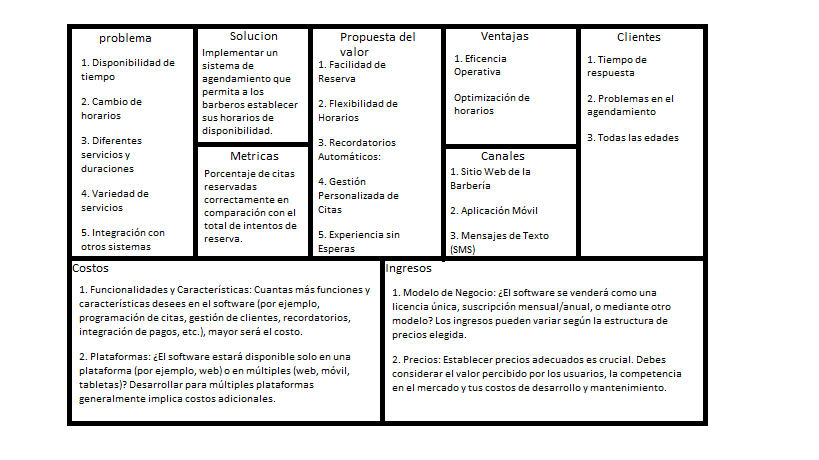 problema
1. Disponibilidad de
tiempo
2. Cambio de
horarios
3. Diferentes
servicios y
duraciones
4. Variedad de
servicios
5. Integración con
otros sistemas
Solucion
Implementar un
sistema de
agendamiento que
permita a los
barberos establecer
sus horarios de
disponibilidad.
Metricas
Porcentaje de citas
reservadas
correctamente en
comparación con el
total de intentos de
reserva.
Propuesta del
valor
1. Facilidad de
Reserva
2. Flexibilidad de
Horarios
3. Recordatorios
Automáticos:
4. Gestión
Personalizada de
Citas
5. Experiencia sin
Esperas
Ventajas
1. Eficencia
Operativa
Optimización de
horarios
Canales
1. Sitio Web de la
Barbería
2. Aplicación Móvil
3. Mensajes de Texto
(SMS)
Clientes
1. Tiempo de
respuesta
2. Problemas en el
agendamiento
3. Todas las edades
Costos
1. Funcionalidades y Características: Cuantas más funciones y
características desees en el software (por ejemplo,
programación de citas, gestión de clientes, recordatorios,
integración de pagos, etc.), mayor será el costo.
2. Plataformas: ¿El software estará disponible solo en una
plataforma (por ejemplo, web) o en múltiples (web, móvil,
tabletas)? Desarrollar para múltiples plataformas
generalmente implica costos adicionales.
Ingresos
1. Modelo de Negocio: ¿El software se venderá como una
licencia única, suscripción mensual/anual, o mediante otro
modelo? Los ingresos pueden variar según la estructura de
precios elegida.
2. Precios: Establecer precios adecuados es crucial. Debes
considerar el valor percibido por los usuarios, la competencia
en el mercado y tus costos de desarrollo y mantenimiento.